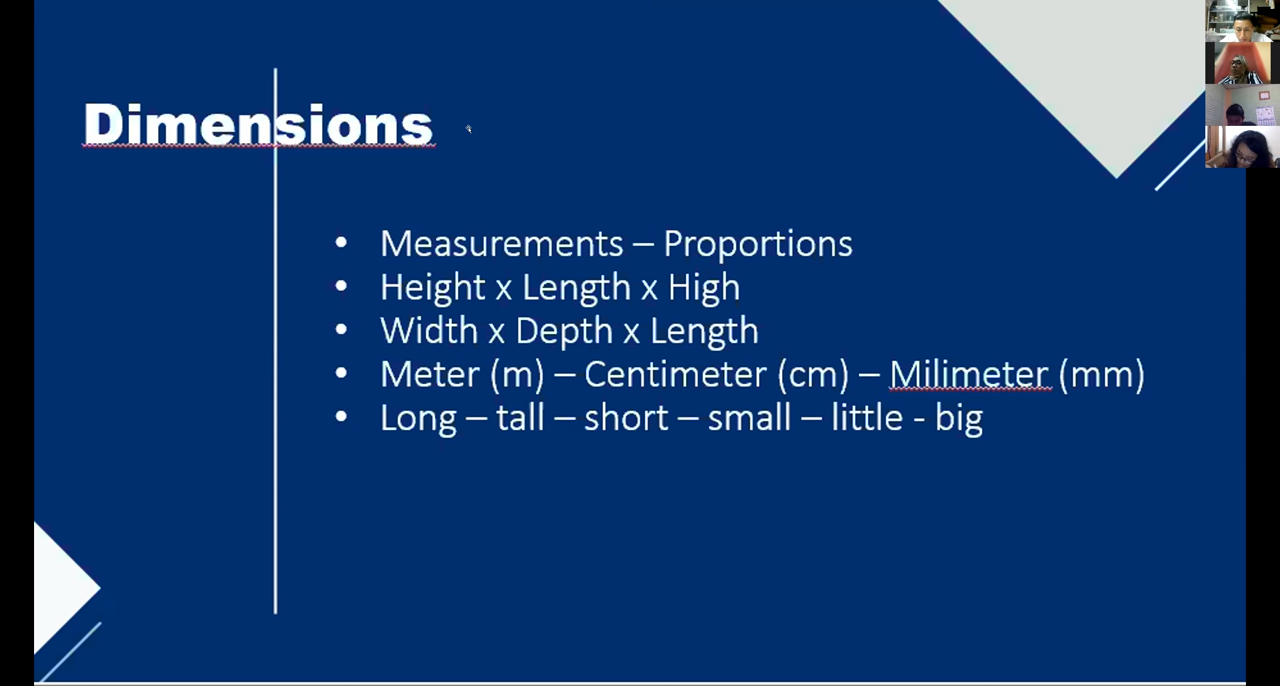 Dimensions
• Measurements – Proportions
• Height x Length x High
• Width x Depth x Length
• Meter (m) – Centimeter (cm) – Milimeter (mm)
• Long – tall – short – small – little - big